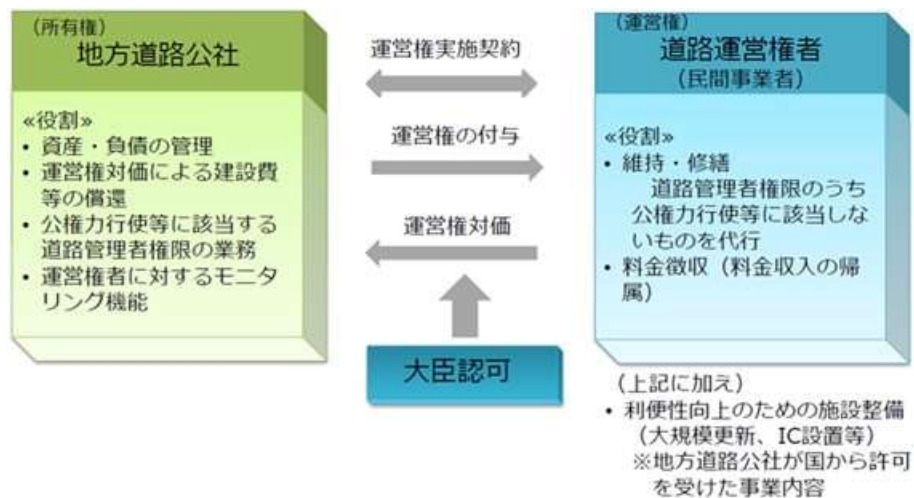 （所有権）
地方道路公社
«役割»
• 資産・負債の管理
• 運営権対価による建設費
等の償還
• 公権力行使等に該当する
道路管理者権限の業務
• 運営権者に対するモニタ
リング機能
運営権実施契約
運営権の付与
運営権対価
大臣認可
（運営権）
道路運営権者
（民間事業者）
«役割»
• 維持・修繕
道路管理者権限のうち
公権力行使等に該当しな
いものを代行
• 料金徴収（料金収入の帰
属）
（上記に加え）
• 利便性向上のための施設整備
（大規模更新、IC設置等）
※地方道路公社が国から許可
を受けた事業内容